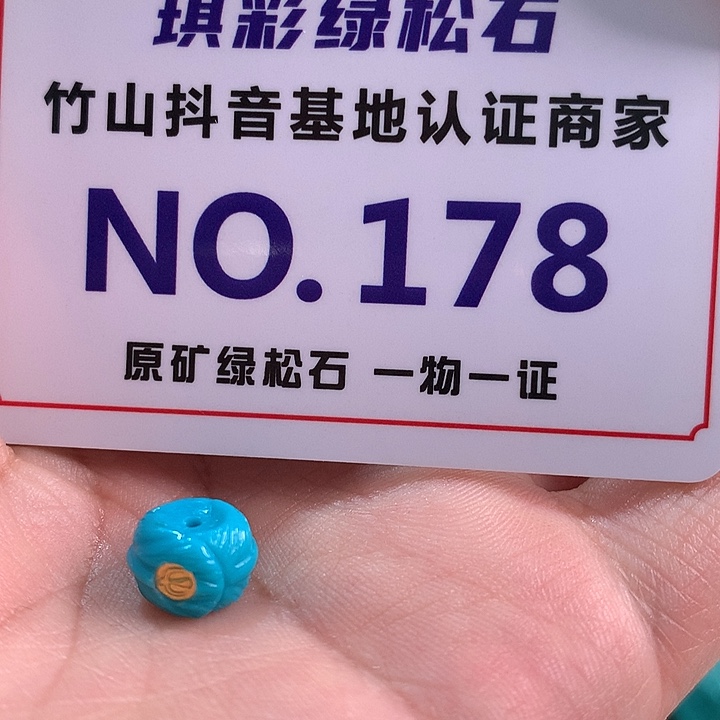 琪彩绿松石
竹山抖音基地认证商家
NO.178
原矿绿松石 一物一证